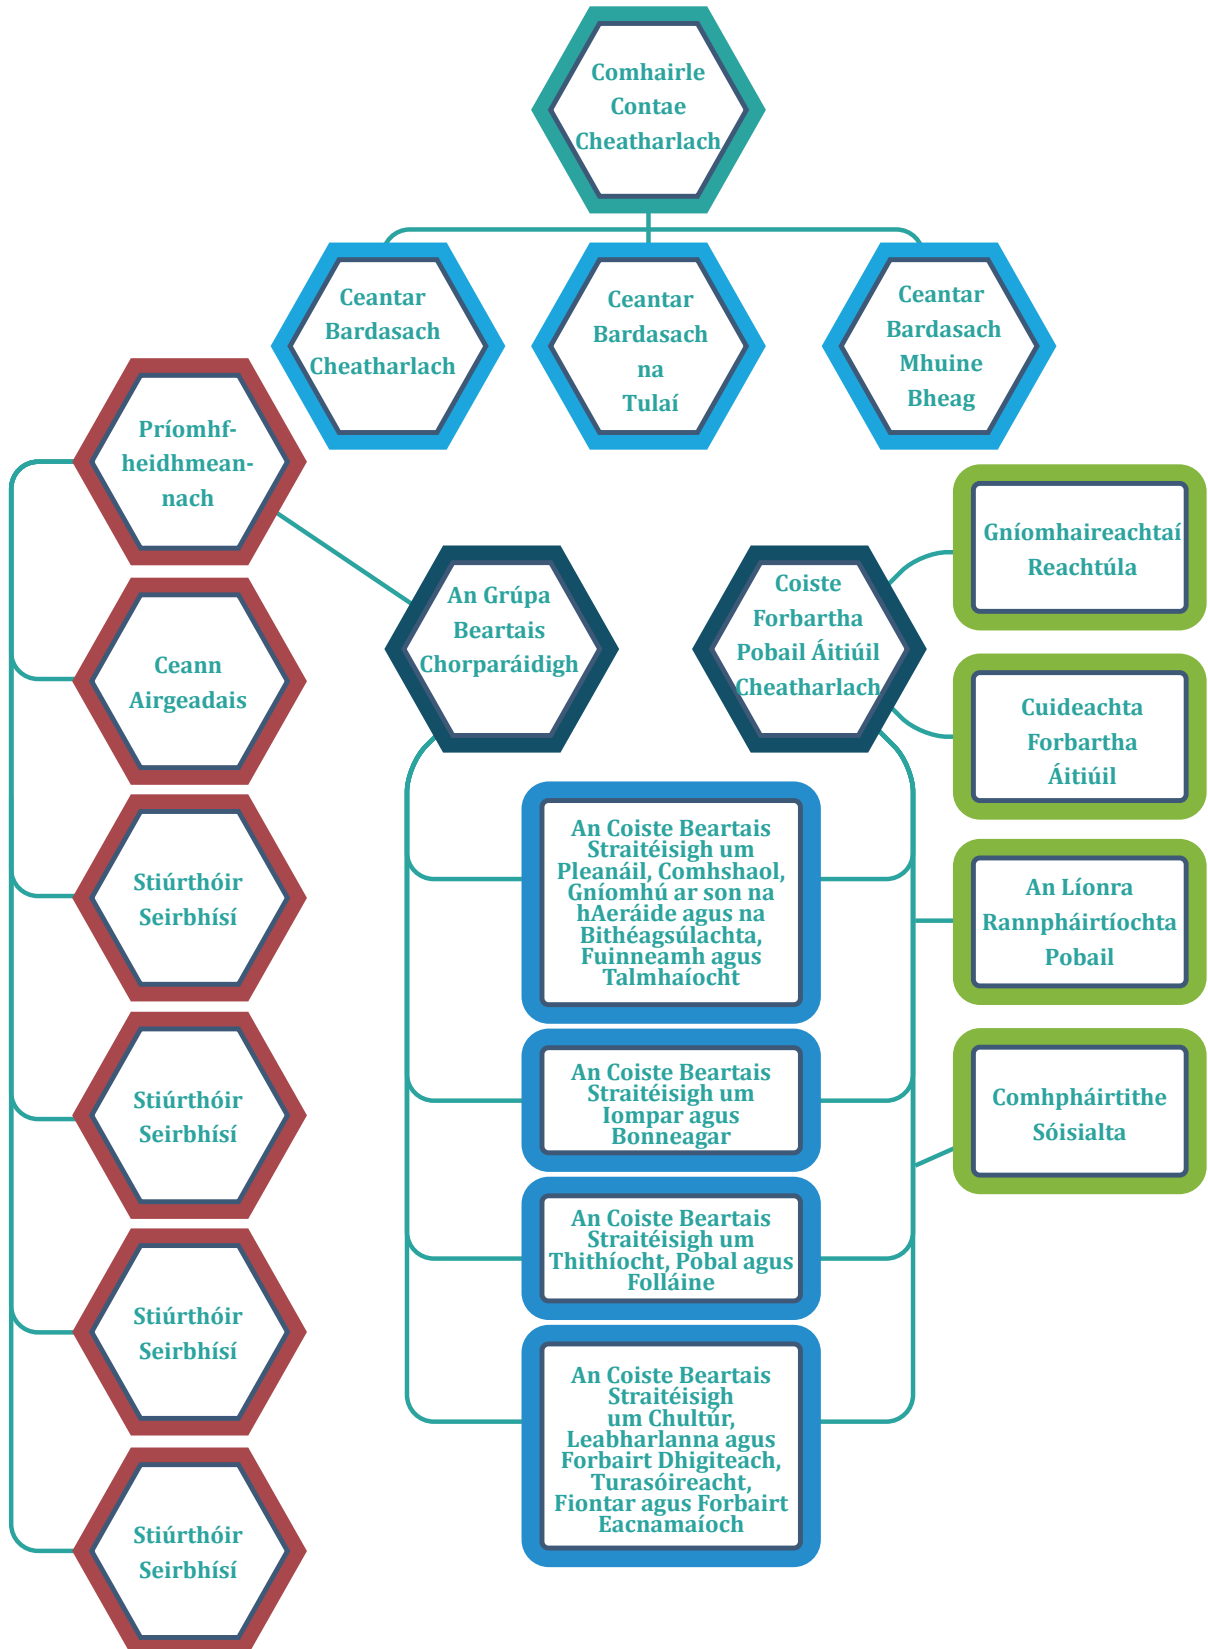 Comhairle
Contae
Cheatharlach
Ceantar
Bardasach
Cheatharlach
Ceantar
Bardasach
na
Tulaí
Ceantar
Bardasach
Mhuine
Bheag
Príomhf-
heidhmean-
nach
Ceann
Airgeadais
Stiúrthóir
Seirbhísí
Stiúrthóir
Seirbhísí
Stiúrthóir
Seirbhísí
Stiúrthóir
Seirbhísí
An Grúpa
Beartais
Chorparáidigh
Coiste
Forbartha
Pobail Áitiúil
Cheatharlach
An Coiste Beartais
Straitéisigh um
Pleanáil, Comhshaol,
Gníomhú ar son na
hAeráide agus na
Bithéagsúlachta,
Fuinneamh agus
Talmhaíocht
An Coiste Beartais
Straitéisigh um
Iompar agus
Bonneagar
An Coiste Beartais
Straitéisigh um
Thithíocht, Pobal agus
Folláine
An Coiste Beartais
Straitéisigh
um Chultúr,
Leabharlanna agus
Forbairt Dhigiteach,
Turasóireacht,
Fiontar agus Forbairt
Eacnamaíoch
Gníomhaireachtaí
Reachtúla
Cuideachta
Forbartha
Áitiúil
An Líonra
Rannpháirtíochta
Pobail
Comhpháirtithe
Sóisialta